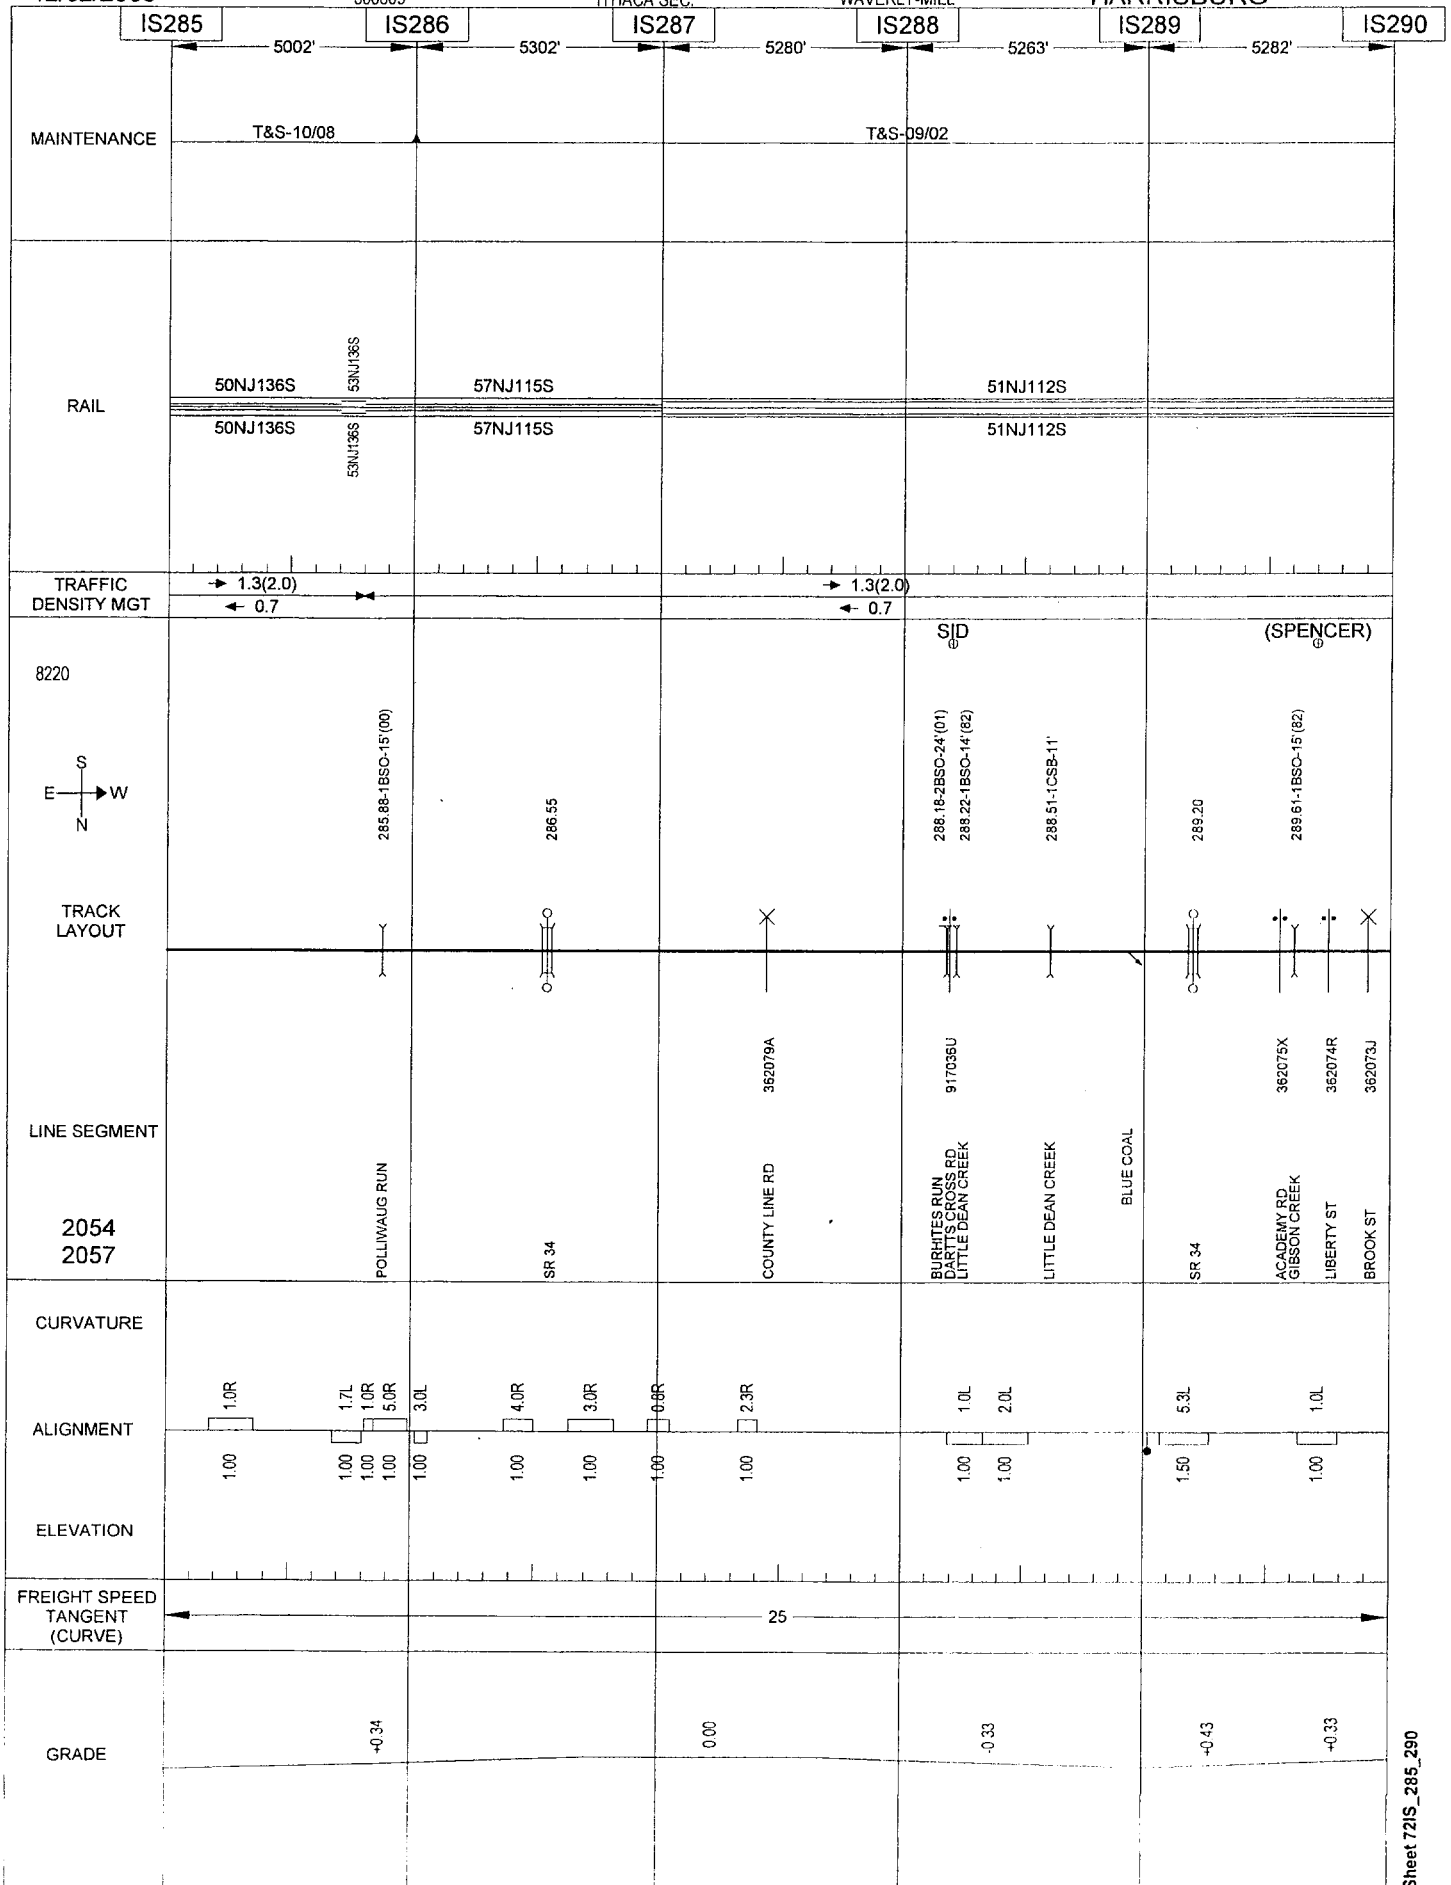 ITHACA SEC.
HARRISBURG
IS285 IS286 IS287 IS288 IS289 IS290
5002' 5302' 5280' 5263' 5282'
MAINTENANCE
T&S-10/08 T&S-09/02
RAIL
50NJ136S 53NJ136S 57NJ115S 51NJ112S
50NJ136S 53NJ136S 57NJ115S 51NJ112S
TRAFFIC
DENSITY MGT
1.3(2.0) 1.3(2.0)
0.7 0.7
SID (SPENCER)
8220
S
E W
N
285.88-1BSO-15'(00)
286.55
288.18-2BSO-24'(01)
288.22-1BSO-14'(82)
288.51-1CSB-11'
289.20
289.61-1BSO-15'(82)
TRACK
LAYOUT
362079A
917036U
362075X
362074R
362073J
LINE SEGMENT
2054
2057
POLLIWAUG RUN
SR 34
COUNTY LINE RD
BURHITES RUN
DARTTS CROSS RD
LITTLE DEAN CREEK
LITTLE DEAN CREEK
BLUE COAL
SR 34
ACADEMY RD
GIBSON CREEK
LIBERTY ST
BROOK ST
CURVATURE
1.0R 1.7L 1.0R 5.0R 3.0L 4.0R 3.0R 0.8R 2.3R 1.0L 2.0L 5.3L 1.0L
ALIGNMENT
1.00 1.00 1.00 1.00 1.00 1.00 1.00 1.00 1.00 1.00 1.00 1.50 1.00
ELEVATION
FREIGHT SPEED
TANGENT
(CURVE)
25
GRADE
+0.34 0.00 -0.33 +0.43 +0.33
Sheet 72IS_285_290